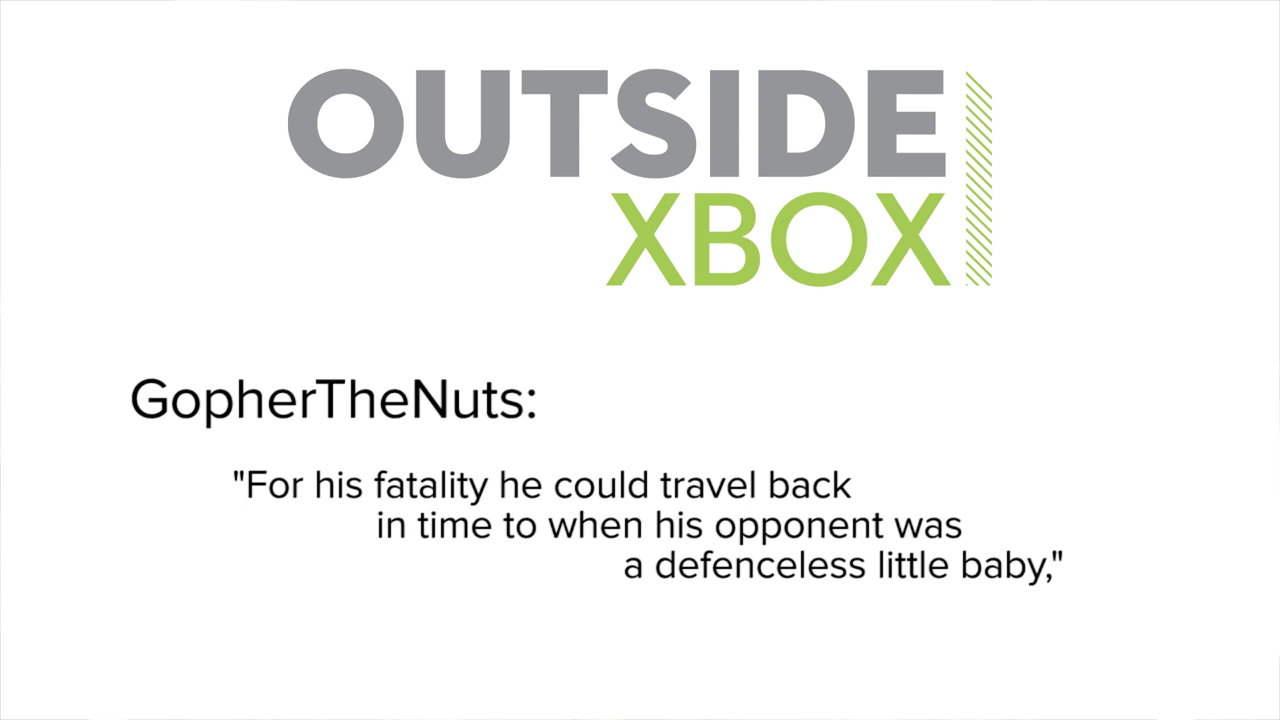 OUTSIDE
XBOX
GopherTheNuts:
"For his fatality he could travel back
in time to when his opponent was
a defenceless little baby,"